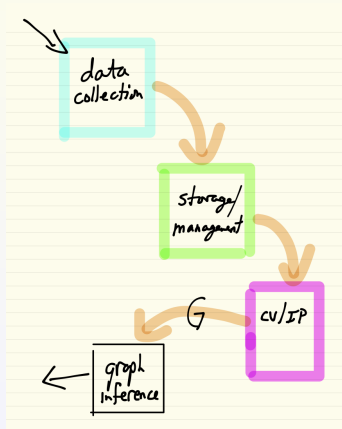 data
collection
storage/
management
CV/IP
G
graph
inference